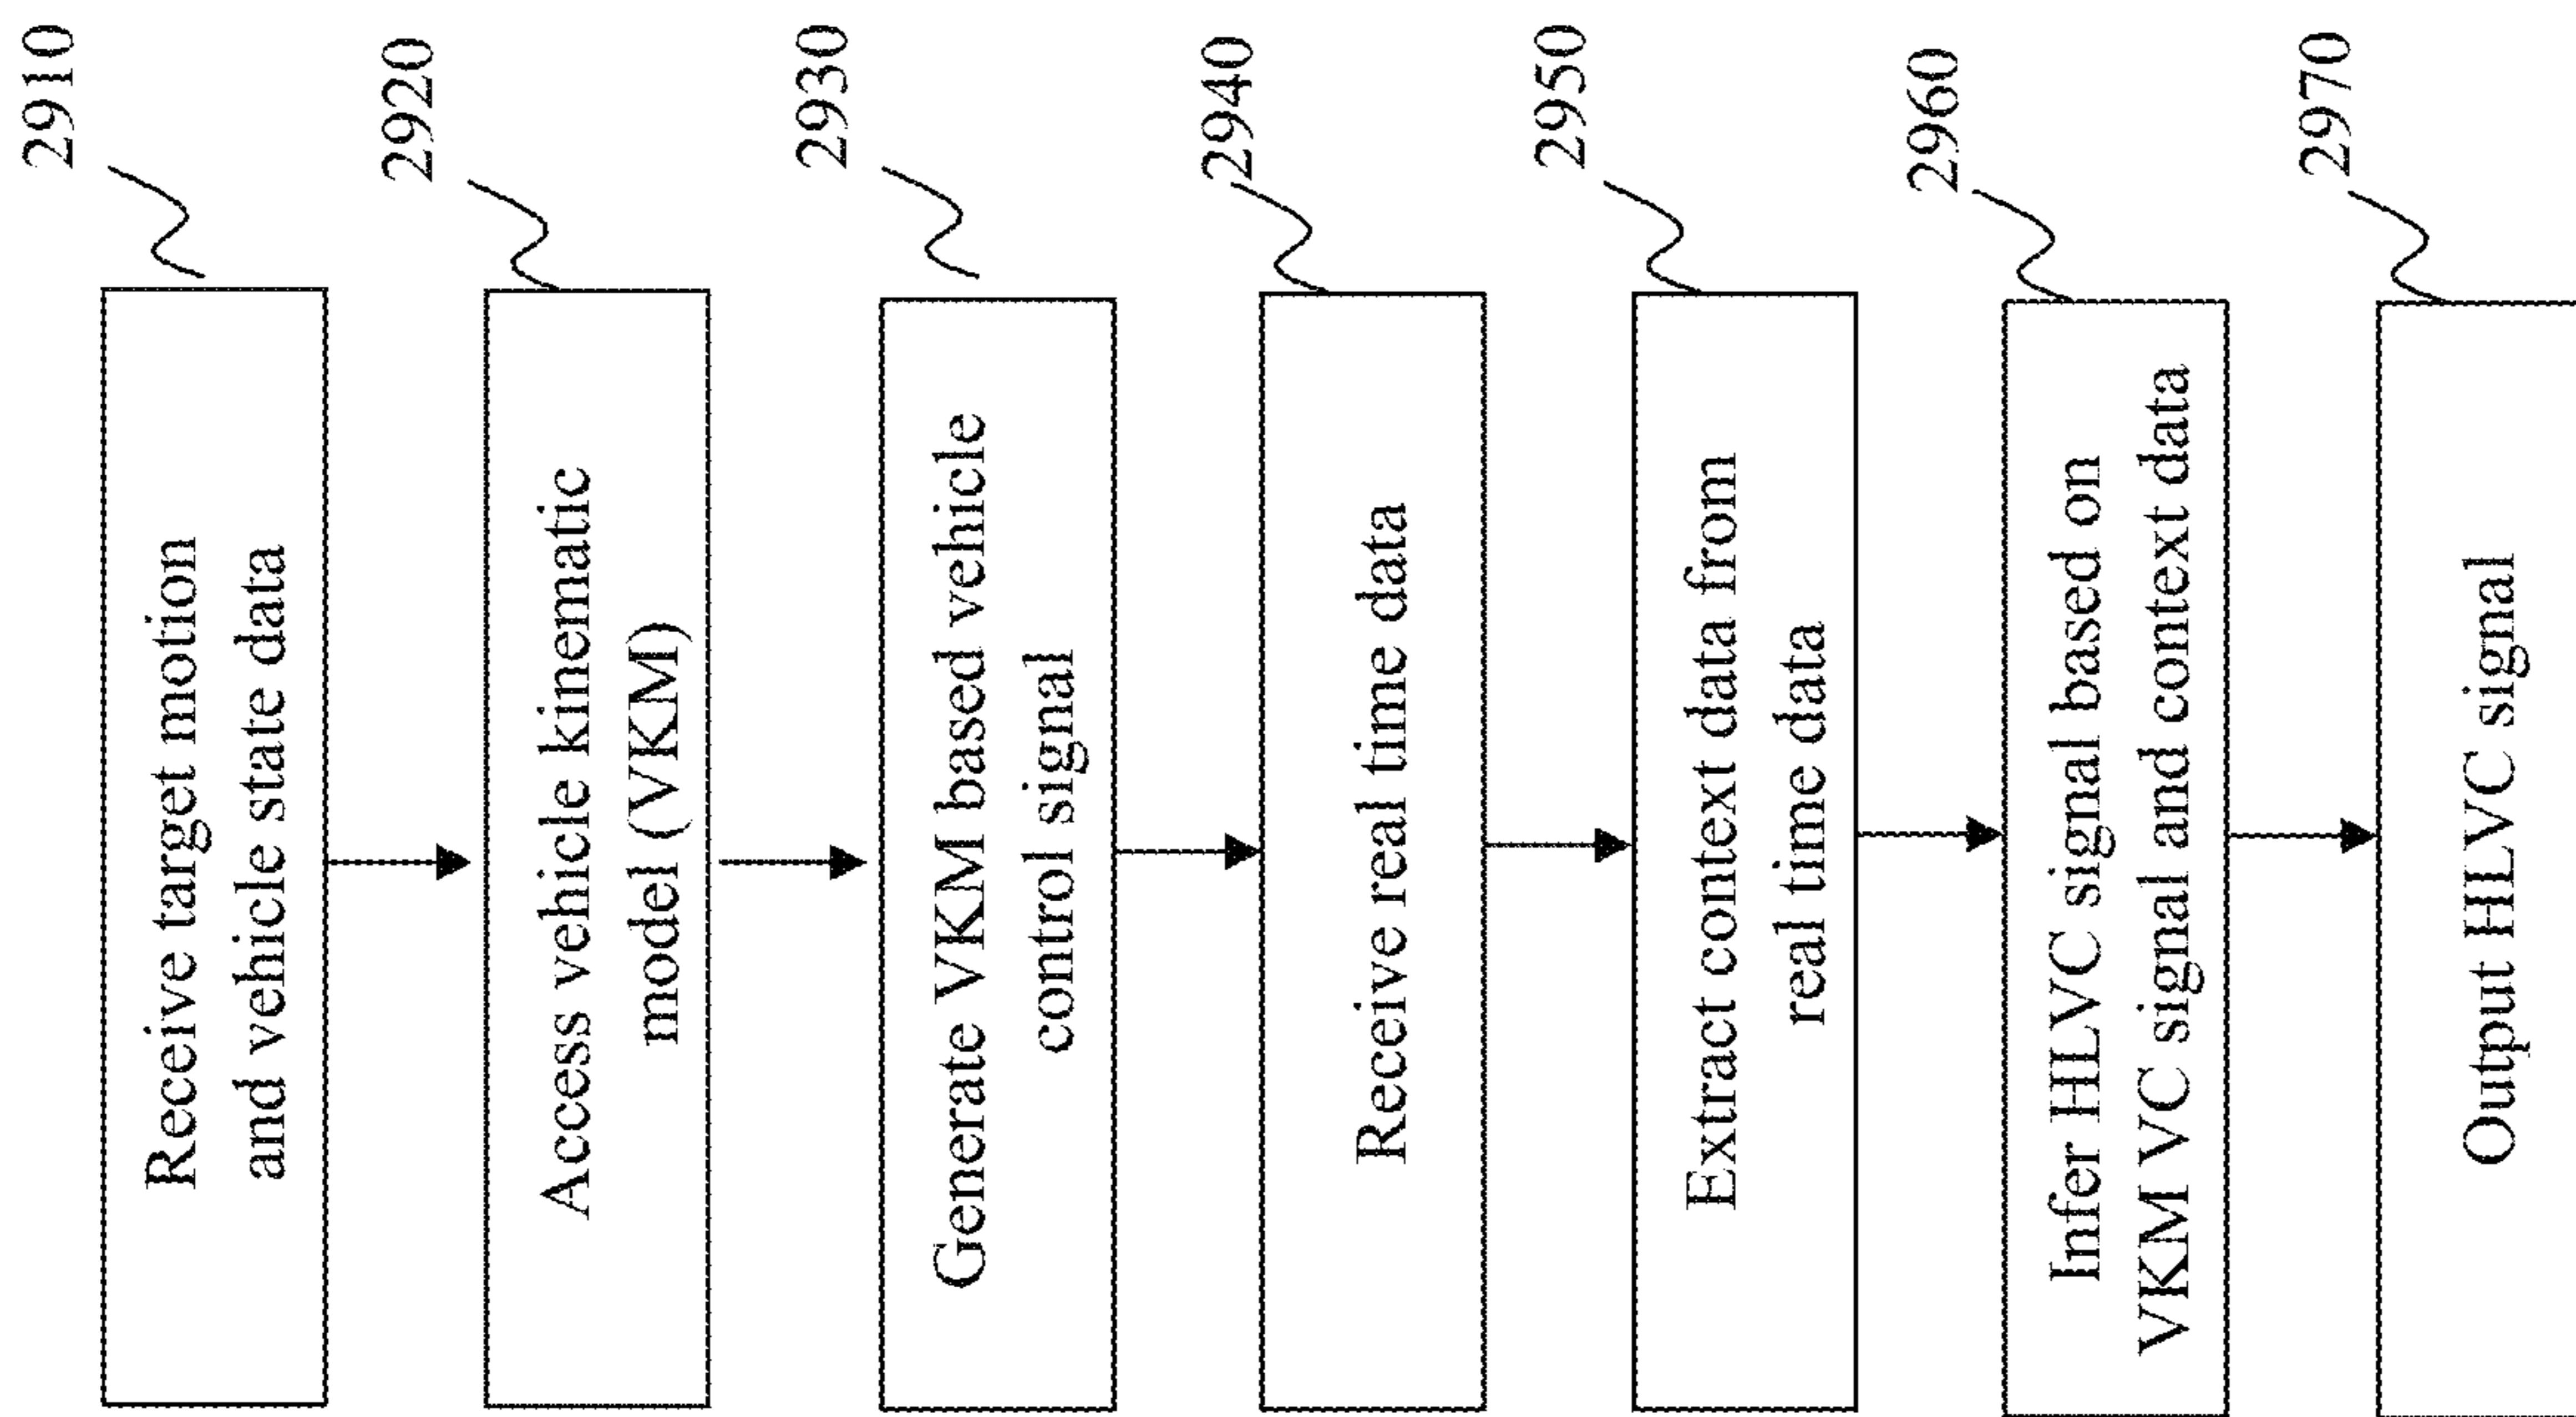 2910
Receive target motion
and vehicle state data
2920
Access vehicle kinematic
model (VKM)
2930
Generate VKM based vehicle
control signal
2940
Receive real time data
2950
Extract context data from
real time data
2960
Infer HLVC signal based on
VKM VC signal and context data
2970
Output HLVC signal